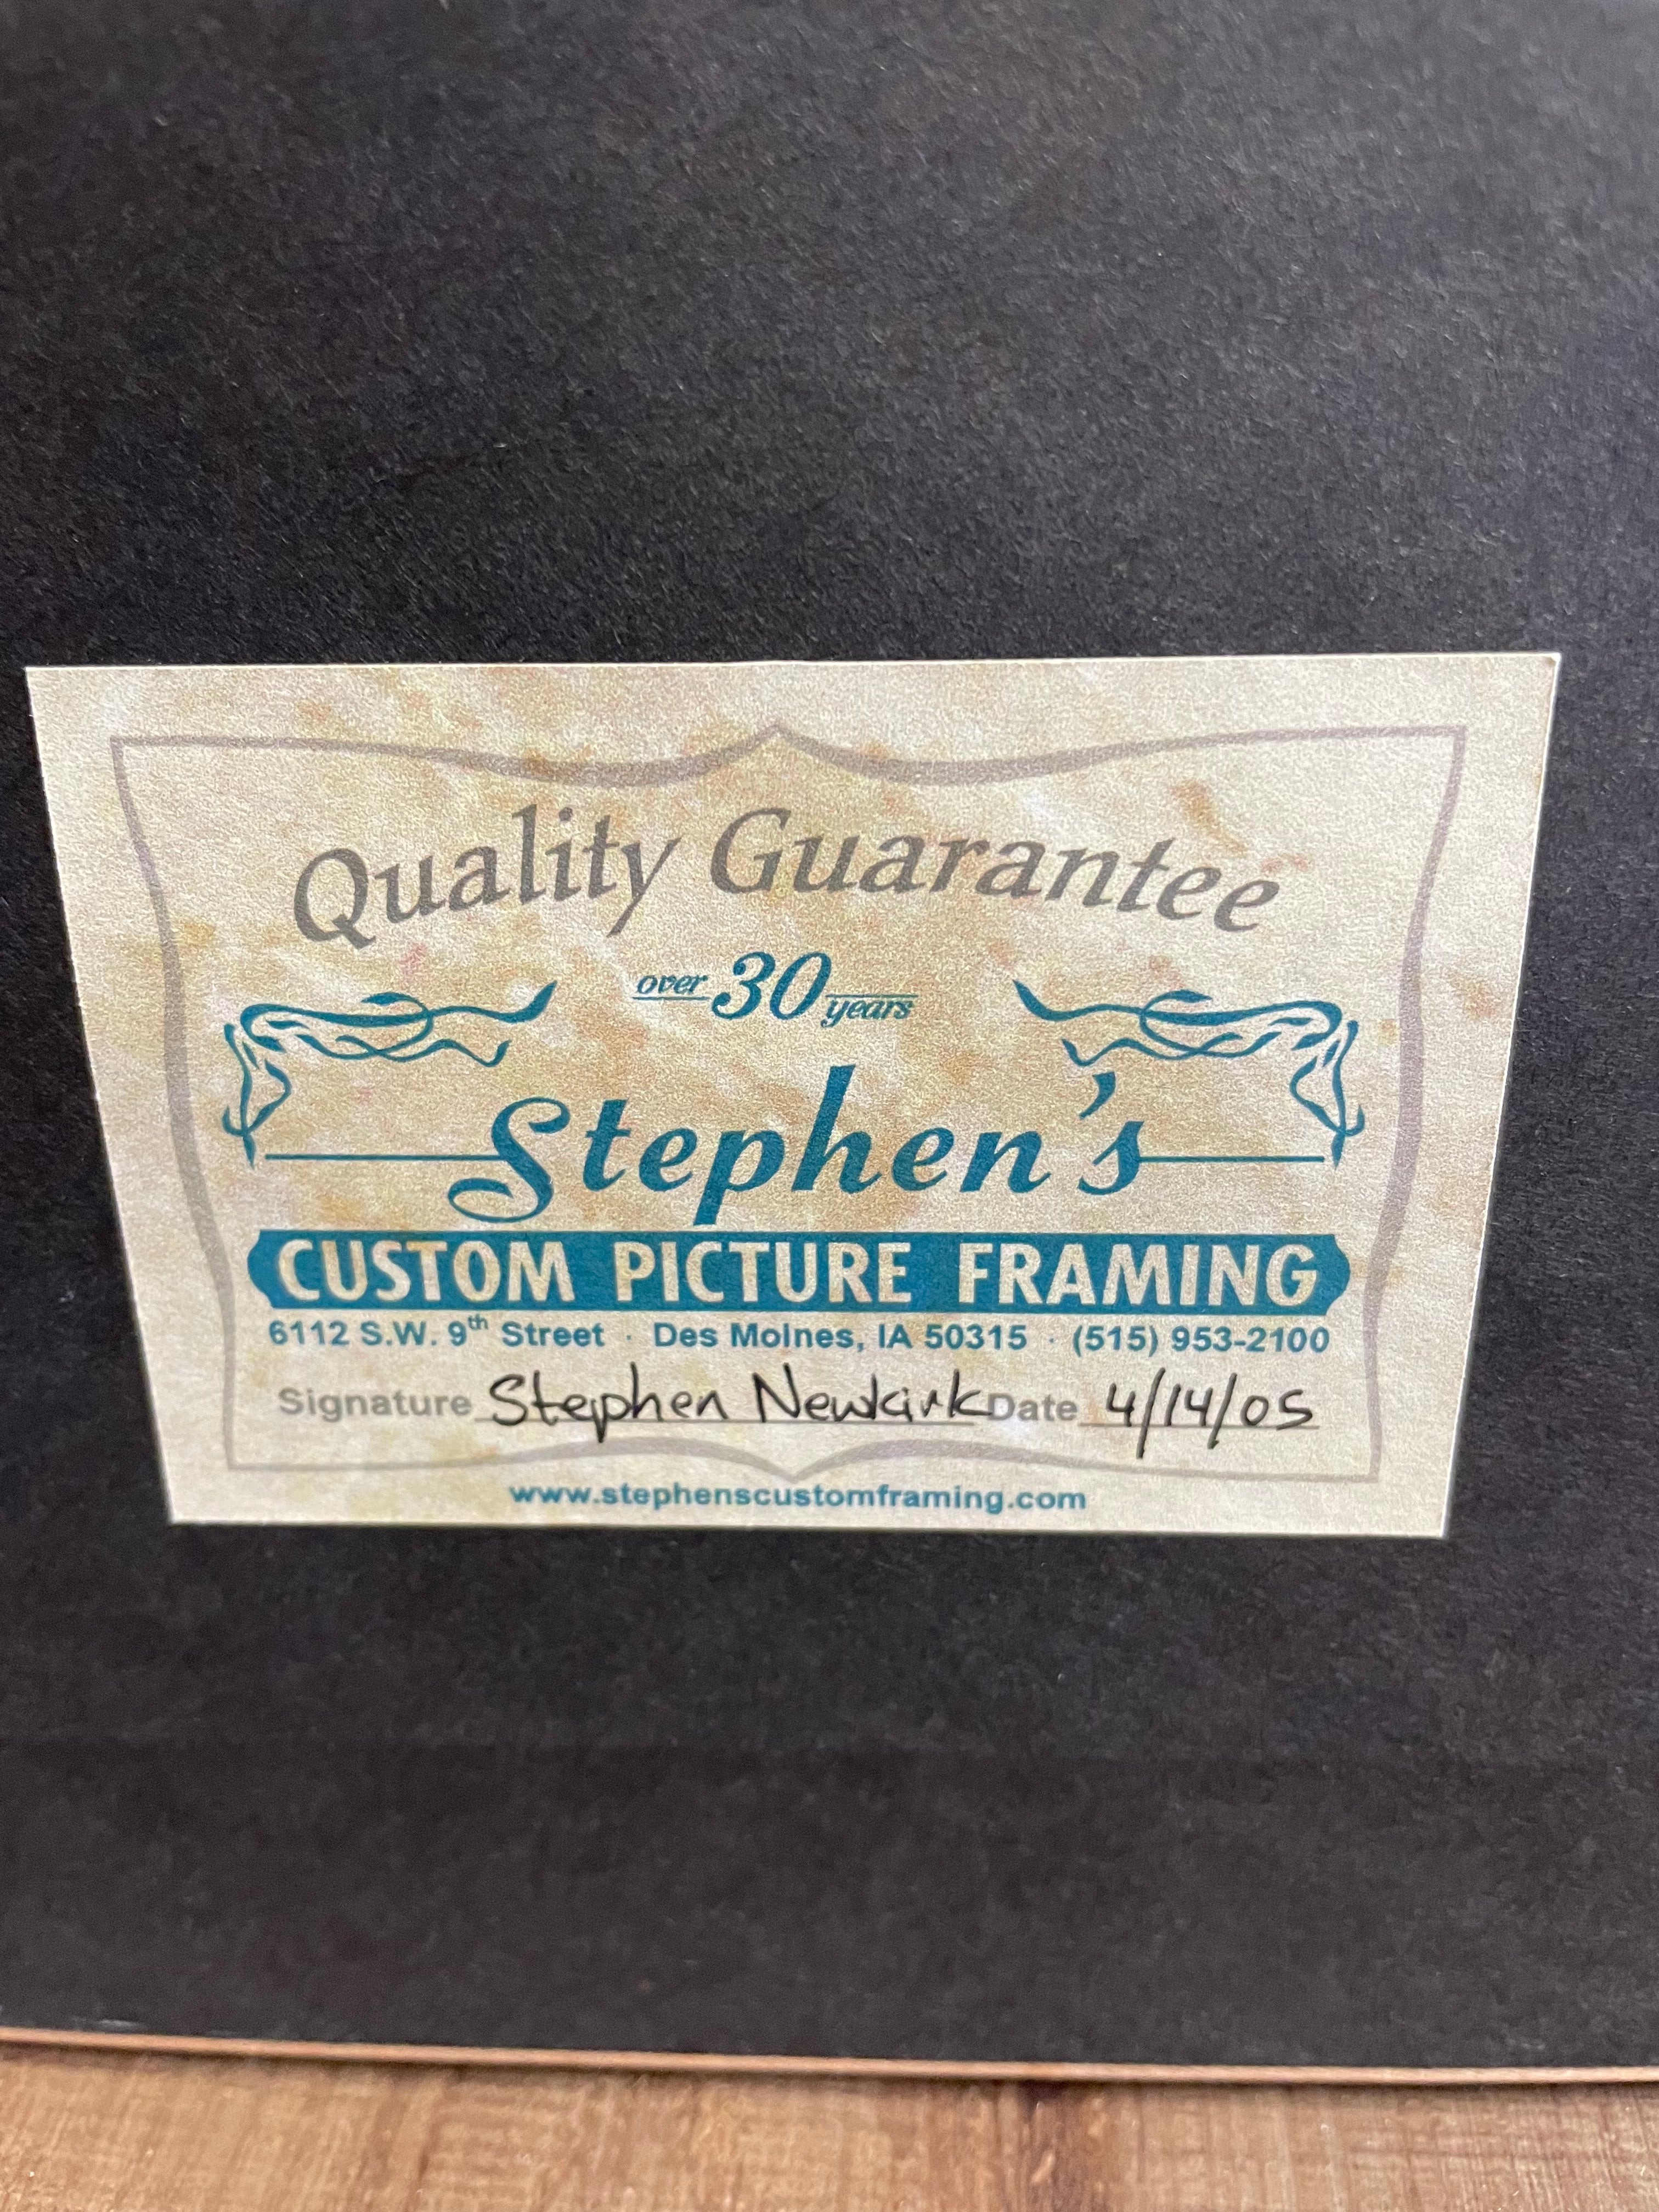 Quality Guarantee
over 30 years
Stephen's
CUSTOM PICTURE FRAMING
6112 S.W. 9th Street · Des Moines, IA 50315 · (515) 953-2100
Signature Stephen Newkirk Date 4/14/05
www.stephenscustomframing.com